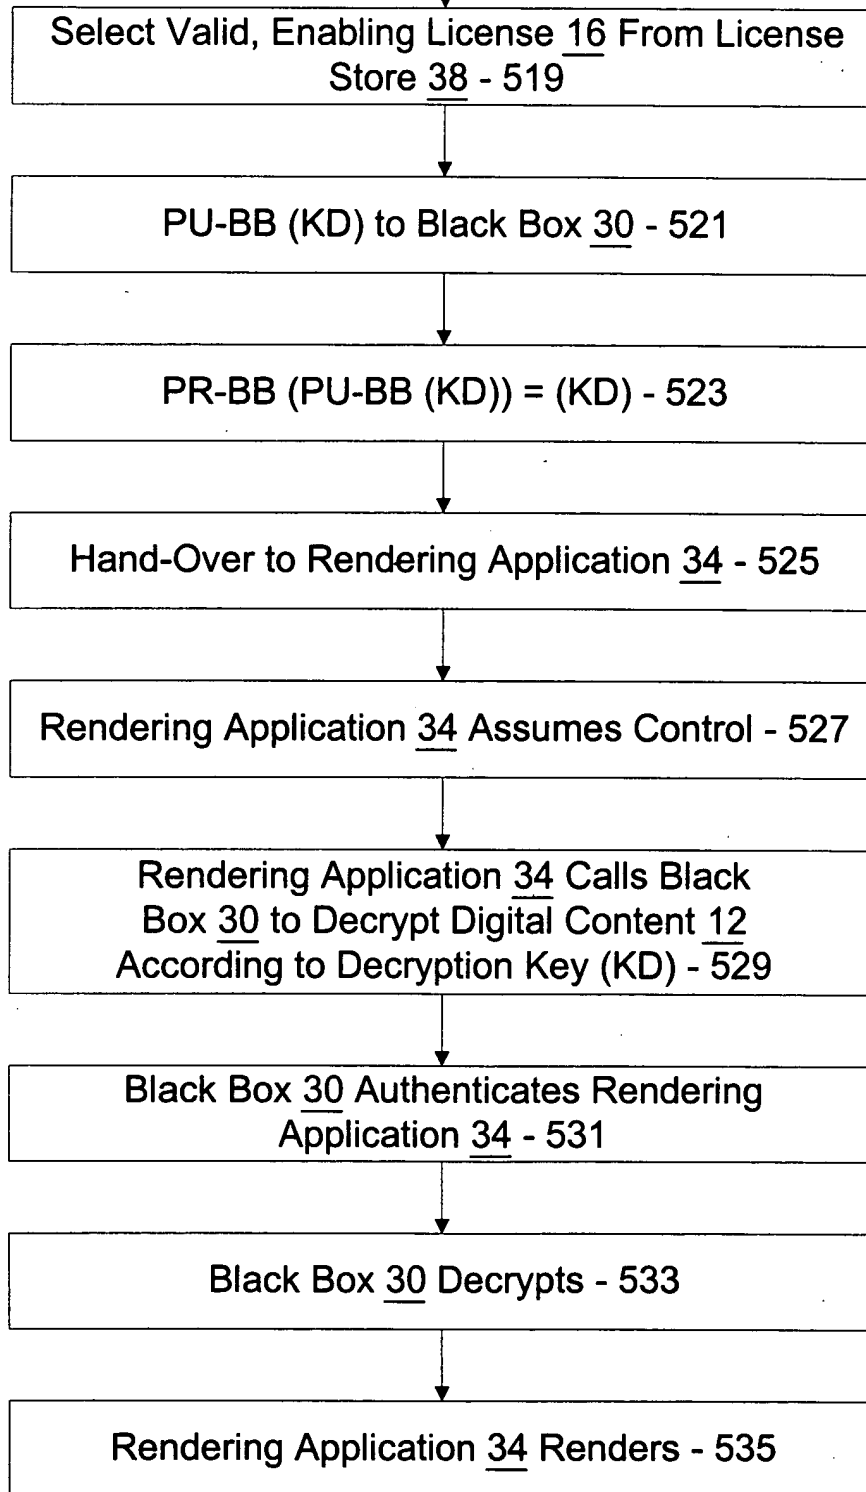 Select Valid, Enabling License 16 From License
Store 38 - 519
PU-BB (KD) to Black Box 30 - 521
PR-BB (PU-BB (KD)) = (KD) - 523
Hand-Over to Rendering Application 34 - 525
Rendering Application 34 Assumes Control - 527
Rendering Application 34 Calls Black
Box 30 to Decrypt Digital Content 12
According to Decryption Key (KD) - 529
Black Box 30 Authenticates Rendering
Application 34 - 531
Black Box 30 Decrypts - 533
Rendering Application 34 Renders - 535